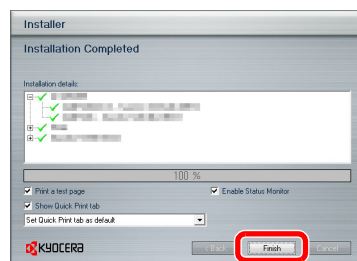 Installer
Installation Completed
Installation details:
100 %
Print a test page
Enable Status Monitor
Show Quick Print tab
Set Quick Print tab as default
KYOCERA
< Back
Finish
Cancel